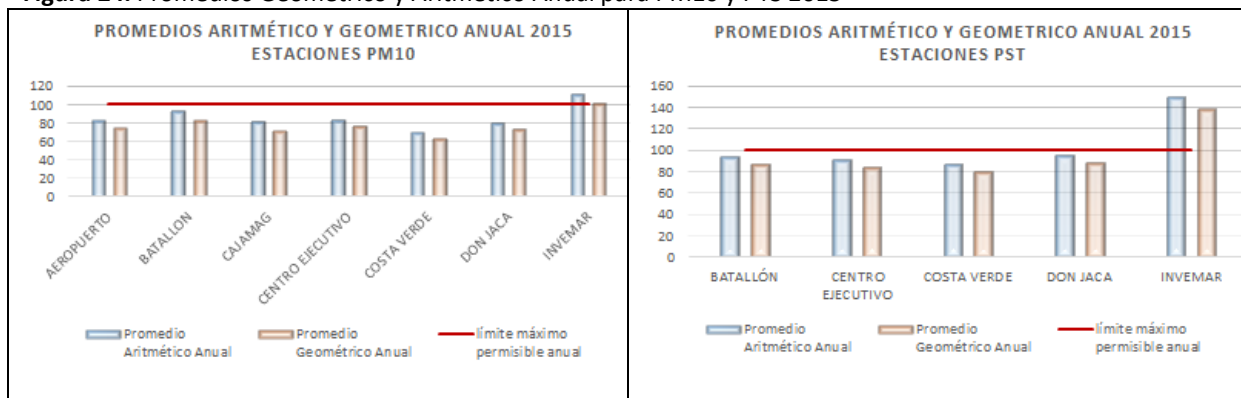 PROMEDIOS ARITMÉTICO Y GEOMETRICO ANUAL 2015
ESTACIONES PM10
120
100
80
60
40
20
0
AEROPUERTO
BATALLON
CAJAMAG
CENTRO EJECUTIVO
COSTA VERDE
DON JACA
INVEMAR
Promedio
Aritmético Anual
Promedio
Geométrico Anual
límite máximo
permisible anual
PROMEDIOS ARITMÉTICO Y GEOMETRICO ANUAL 2015
ESTACIONES PST
160
140
120
100
80
60
40
20
0
BATALLÓN
CENTRO
EJECUTIVO
COSTA VERDE
DON JACA
INVEMAR
Promedio
Aritmético Anual
Promedio
Geométrico Anual
límite máximo
permisible anual